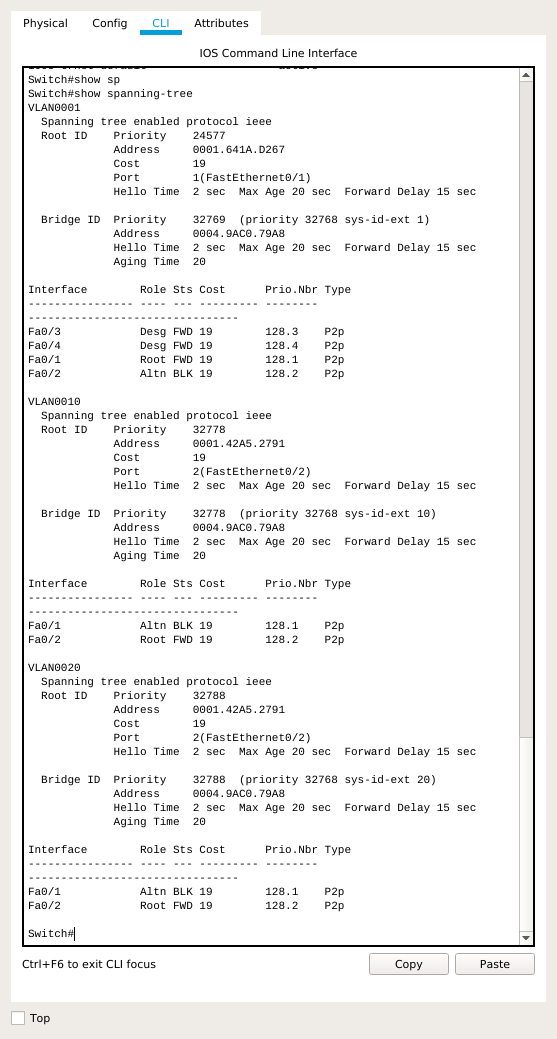 Physical Config CLI Attributes
IOS Command Line Interface
Switch#show sp
Switch#show spanning-tree
VLAN0001
  Spanning tree enabled protocol ieee
  Root ID    Priority    24577
             Address     0001.641A.D267
             Cost        19
             Port        1(FastEthernet0/1)
             Hello Time  2 sec  Max Age 20 sec  Forward Delay 15 sec

  Bridge ID  Priority    32769  (priority 32768 sys-id-ext 1)
             Address     0004.9AC0.79A8
             Hello Time  2 sec  Max Age 20 sec  Forward Delay 15 sec
             Aging Time  20

Interface        Role Sts Cost      Prio.Nbr Type
---------------- ---- --- --------- --------
--------------------------------
Fa0/3            Desg FWD 19        128.3    P2p
Fa0/4            Desg FWD 19        128.4    P2p
Fa0/1            Root FWD 19        128.1    P2p
Fa0/2            Altn BLK 19        128.2    P2p

VLAN0010
  Spanning tree enabled protocol ieee
  Root ID    Priority    32778
             Address     0001.42A5.2791
             Cost        19
             Port        2(FastEthernet0/2)
             Hello Time  2 sec  Max Age 20 sec  Forward Delay 15 sec

  Bridge ID  Priority    32778  (priority 32768 sys-id-ext 10)
             Address     0004.9AC0.79A8
             Hello Time  2 sec  Max Age 20 sec  Forward Delay 15 sec
             Aging Time  20

Interface        Role Sts Cost      Prio.Nbr Type
---------------- ---- --- --------- --------
--------------------------------
Fa0/1            Altn BLK 19        128.1    P2p
Fa0/2            Root FWD 19        128.2    P2p

VLAN0020
  Spanning tree enabled protocol ieee
  Root ID    Priority    32788
             Address     0001.42A5.2791
             Cost        19
             Port        2(FastEthernet0/2)
             Hello Time  2 sec  Max Age 20 sec  Forward Delay 15 sec

  Bridge ID  Priority    32788  (priority 32768 sys-id-ext 20)
             Address     0004.9AC0.79A8
             Hello Time  2 sec  Max Age 20 sec  Forward Delay 15 sec
             Aging Time  20

Interface        Role Sts Cost      Prio.Nbr Type
---------------- ---- --- --------- --------
--------------------------------
Fa0/1            Altn BLK 19        128.1    P2p
Fa0/2            Root FWD 19        128.2    P2p

Switch#
Ctrl+F6 to exit CLI focus Copy Paste
Top